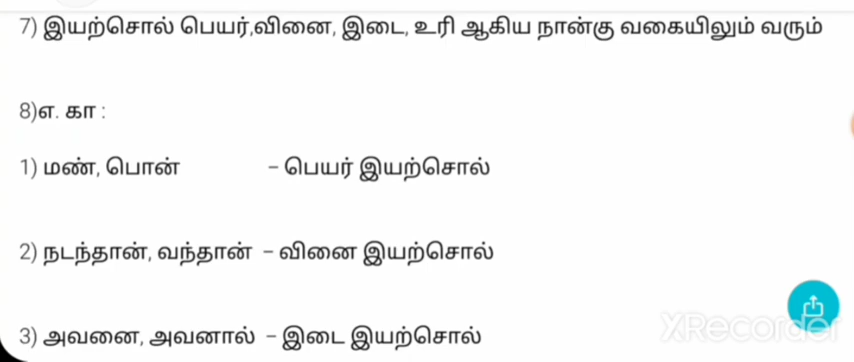 7) இயற்சொல் பெயர்,வினை, இடை, உரி ஆகிய நான்கு வகையிலும் வரும்
8)எ. கா :
1) மண், பொன் – பெயர் இயற்சொல்
2) நடந்தான், வந்தான் – வினை இயற்சொல்
3) அவனை, அவனால் – இடை இயற்சொல்
XRecorder